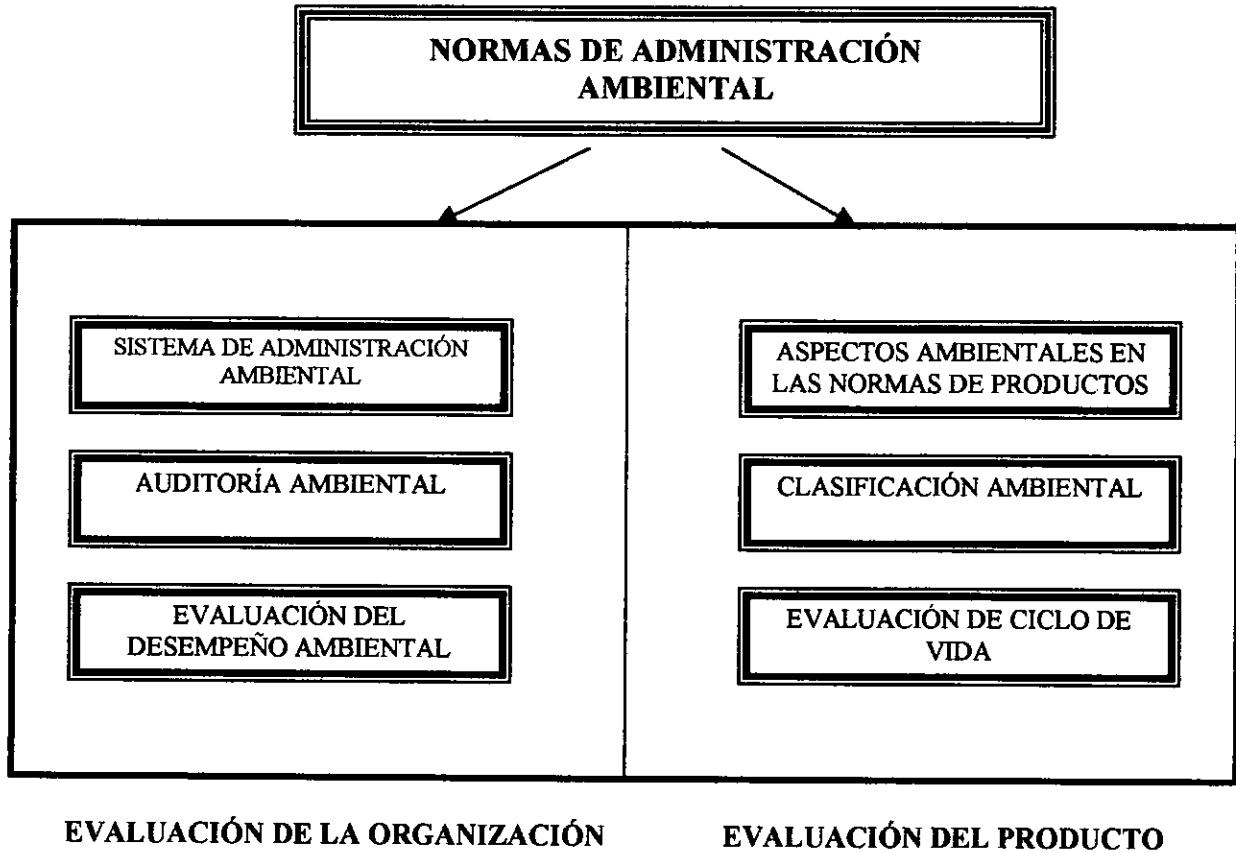 NORMAS DE ADMINISTRACIÓN
AMBIENTAL
SISTEMA DE ADMINISTRACIÓN
AMBIENTAL
AUDITORÍA AMBIENTAL
EVALUACIÓN DEL
DESEMPEÑO AMBIENTAL
ASPECTOS AMBIENTALES EN
LAS NORMAS DE PRODUCTOS
CLASIFICACIÓN AMBIENTAL
EVALUACIÓN DE CICLO DE
VIDA
EVALUACIÓN DE LA ORGANIZACIÓN
EVALUACIÓN DEL PRODUCTO